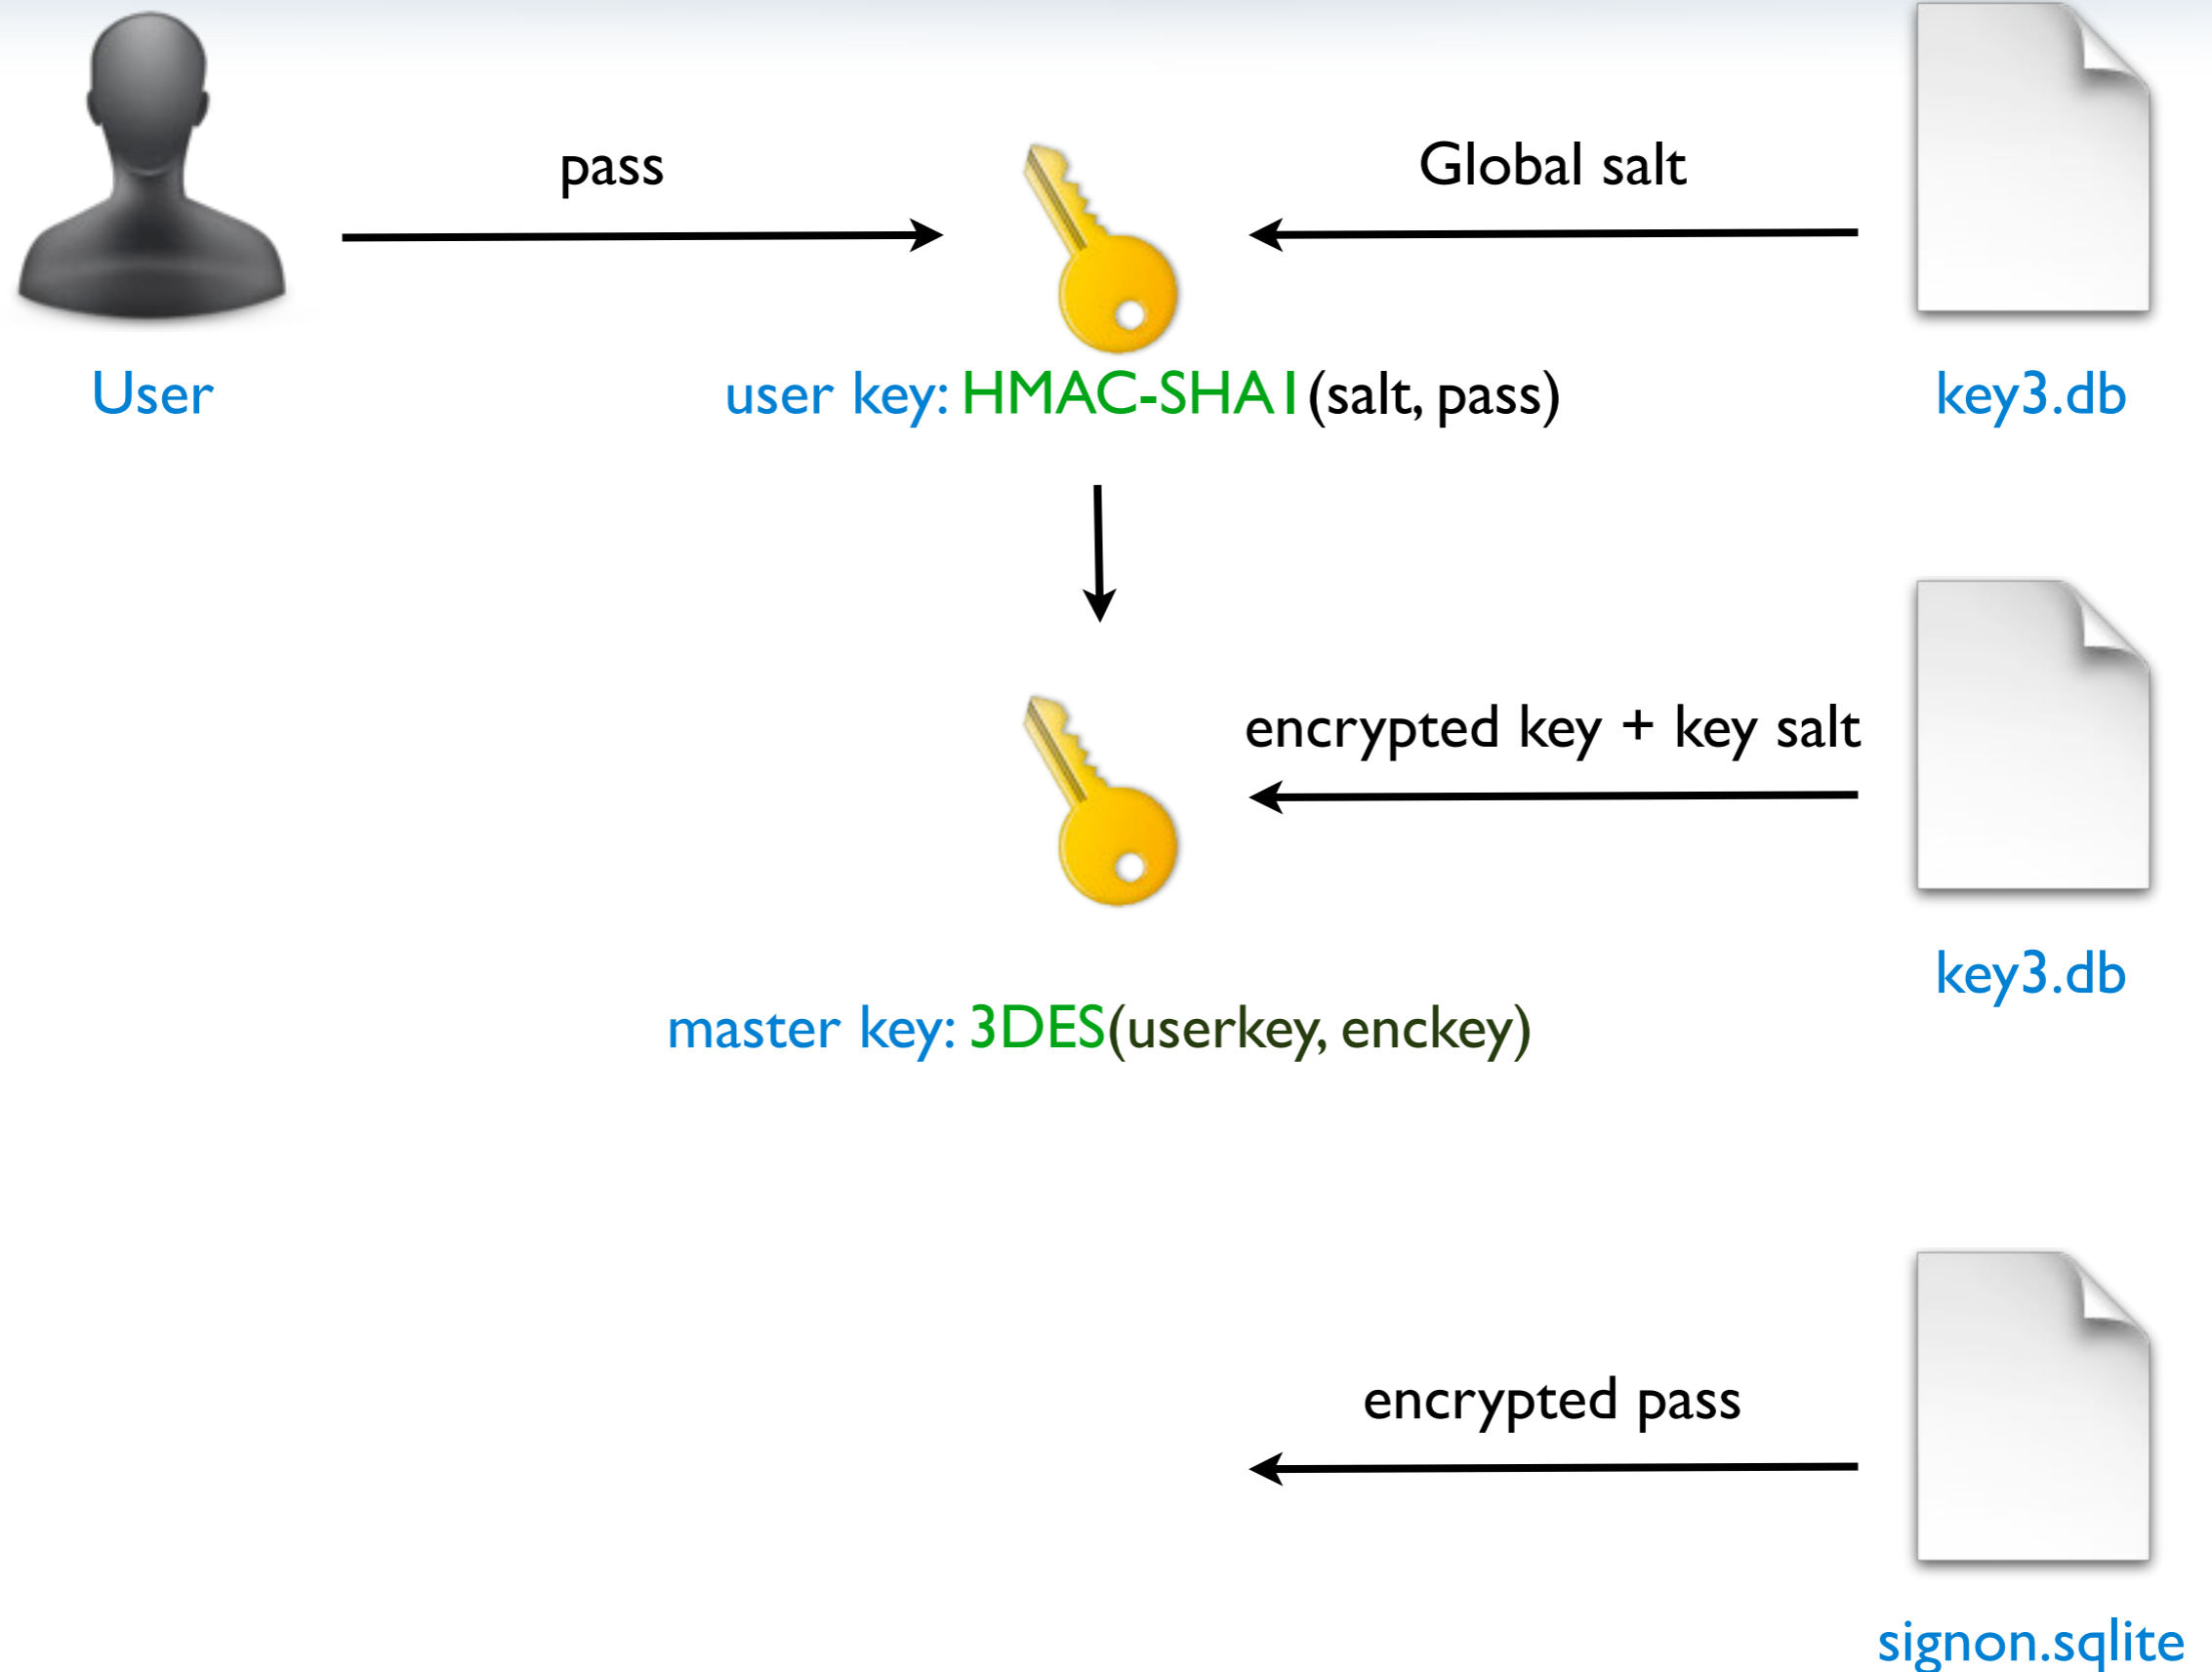 pass
Global salt
User
user key: HMAC-SHA1(salt, pass)
key3.db
encrypted key + key salt
key3.db
master key: 3DES(userkey, enckey)
encrypted pass
signon.sqlite